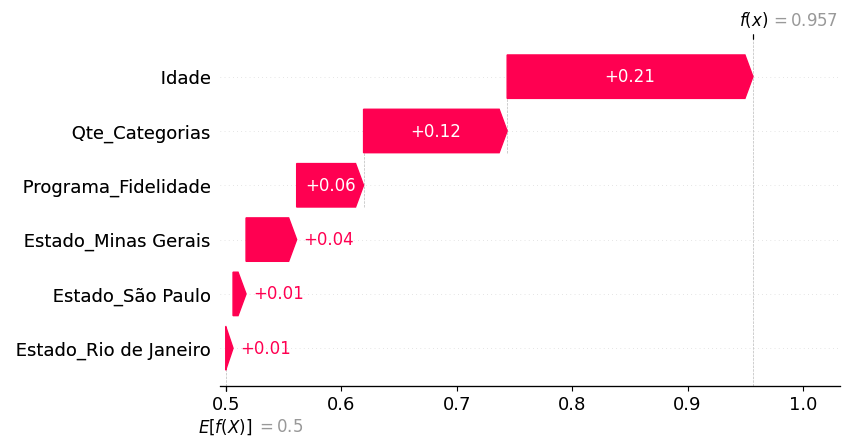 f(x) = 0.957
Idade +0.21
Qte_Categorias +0.12
Programa_Fidelidade +0.06
Estado_Minas Gerais +0.04
Estado_São Paulo +0.01
Estado_Rio de Janeiro +0.01
0.5 0.6 0.7 0.8 0.9 1.0
E[f(X)] = 0.5